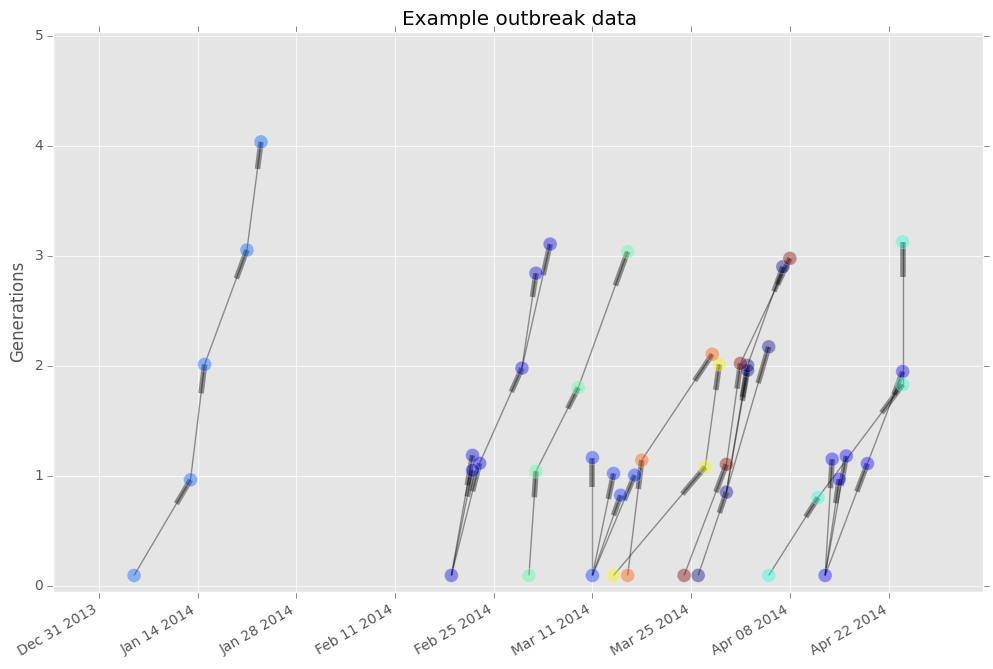 Example outbreak data
Generations
5
4
3
2
1
0
Dec 31 2013
Jan 14 2014
Jan 28 2014
Feb 11 2014
Feb 25 2014
Mar 11 2014
Mar 25 2014
Apr 08 2014
Apr 22 2014